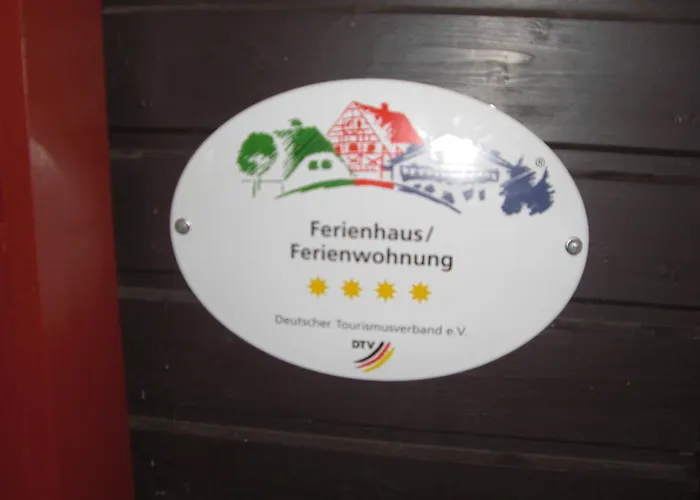 ®
Ferienhaus/
Ferienwohnung
Deutscher Tourismusverband e.V.
DTV